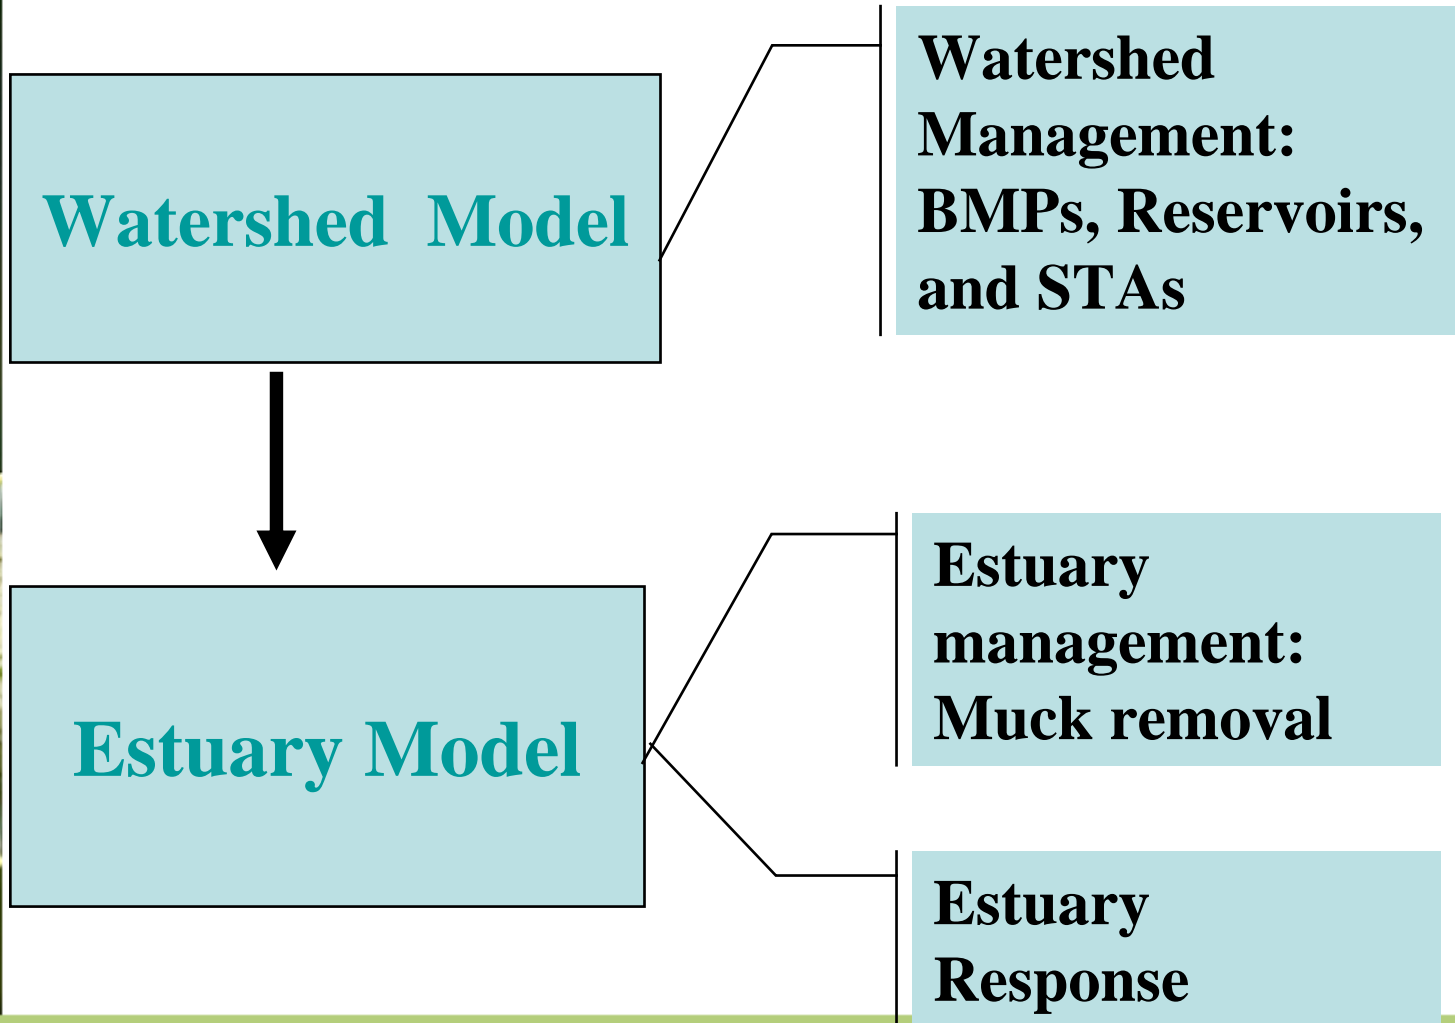 Watershed
Management:
BMPs, Reservoirs,
and STAs
Watershed Model
Estuary
management:
Muck removal
Estuary Model
Estuary
Response